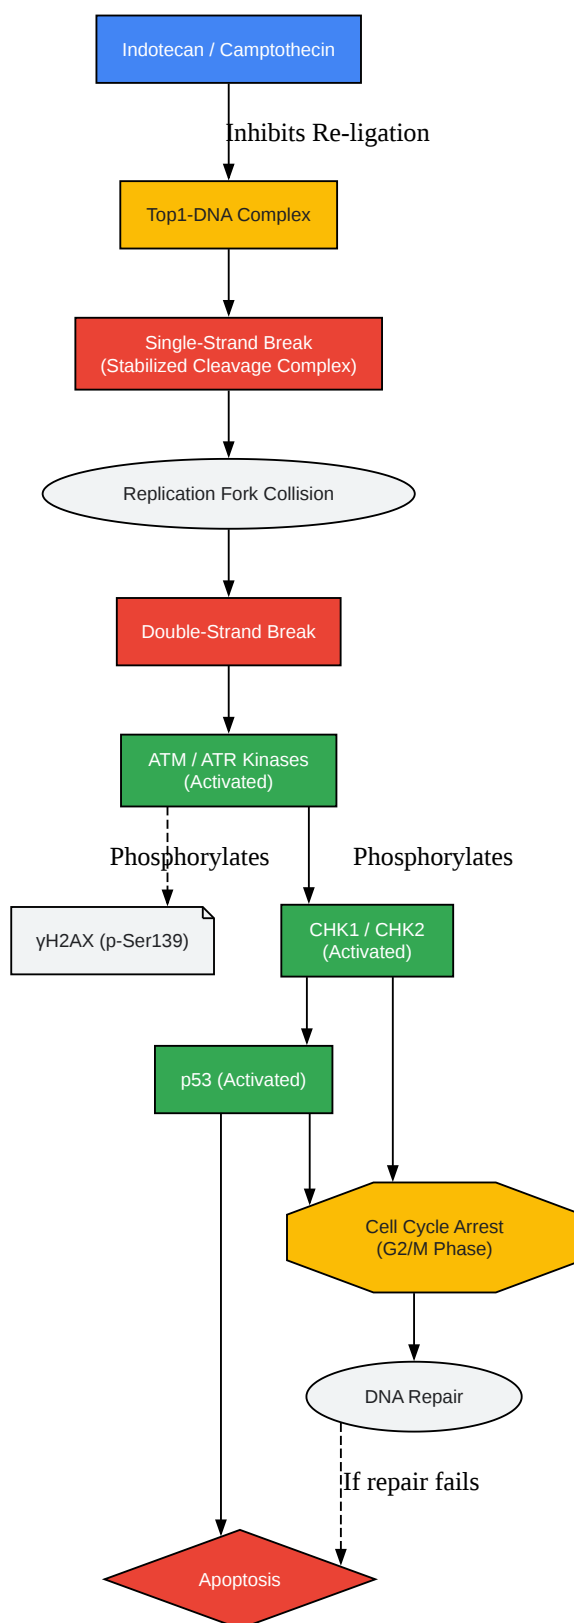 Indotecan / Camptothecin
Inhibits Re-ligation
Top1-DNA Complex
Single-Strand Break
(Stabilized Cleavage Complex)
Replication Fork Collision
Double-Strand Break
ATM / ATR Kinases
(Activated)
Phosphorylates
Phosphorylates
γH2AX (p-Ser139)
CHK1 / CHK2
(Activated)
p53 (Activated)
Cell Cycle Arrest
(G2/M Phase)
DNA Repair
If repair fails
Apoptosis